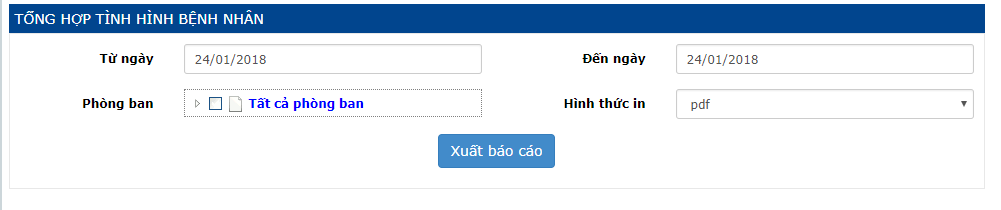 TỔNG HỢP TÌNH HÌNH BỆNH NHÂN
Từ ngày 24/01/2018 Đến ngày 24/01/2018
Phòng ban Tất cả phòng ban Hình thức in pdf
Xuất báo cáo